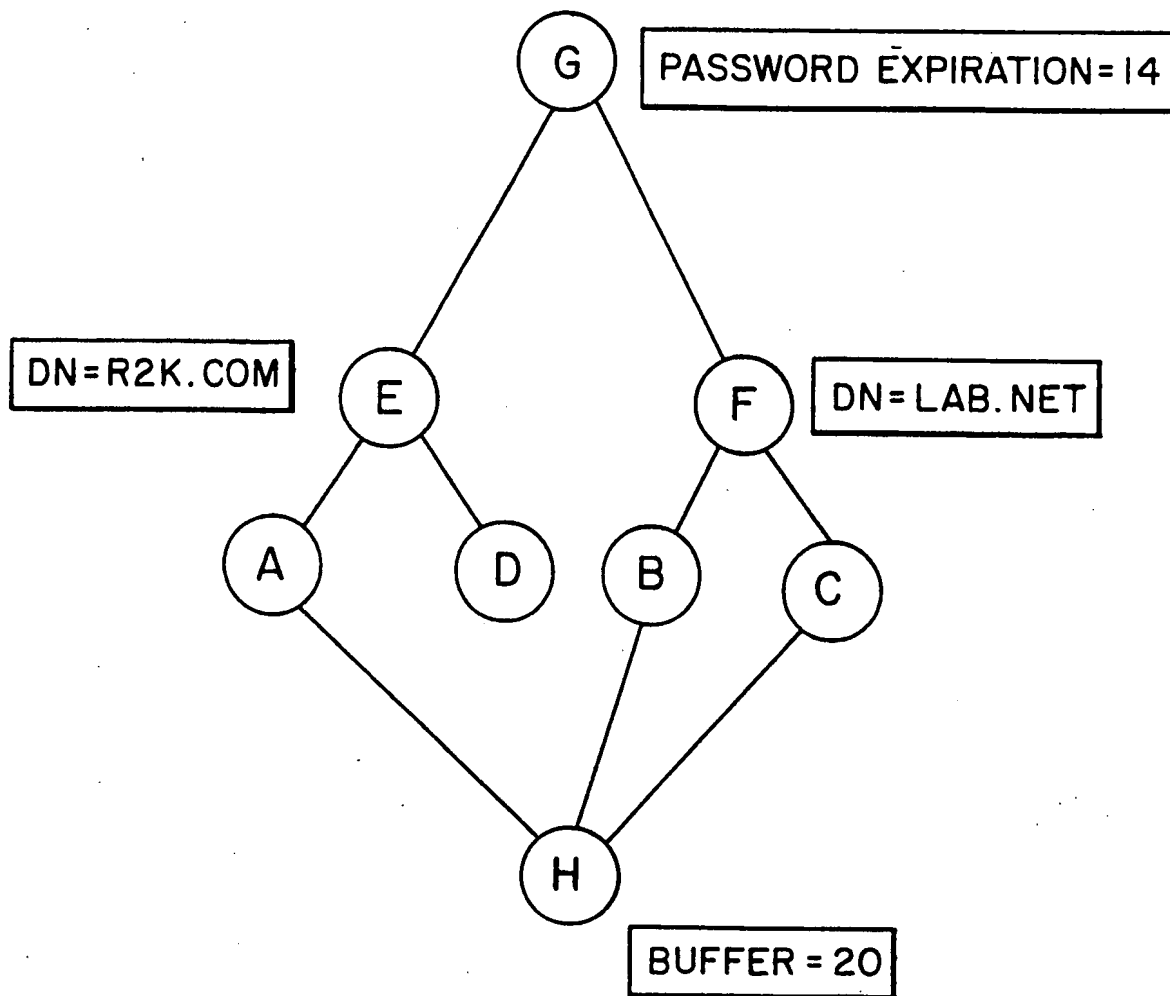 G
PASSWORD EXPIRATION=14
DN=R2K.COM
E
F
DN=LAB.NET
A
D
B
C
H
BUFFER=20